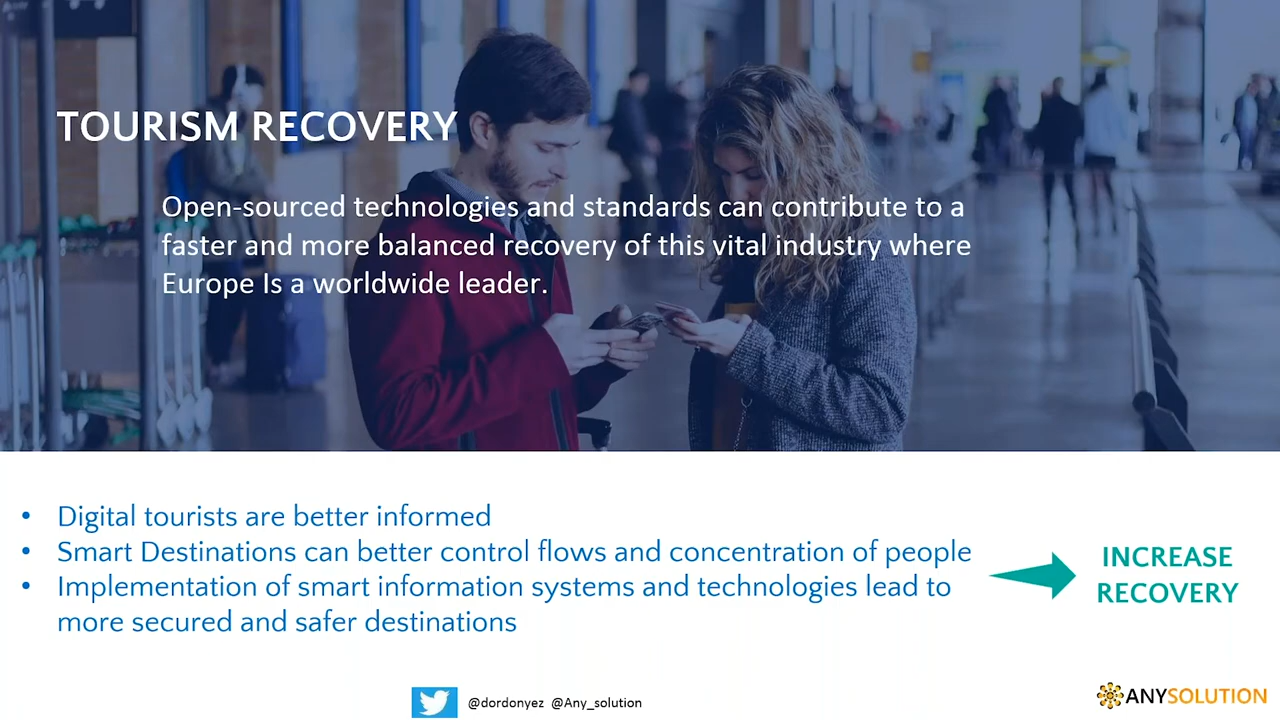 TOURISM RECOVERY
Open-sourced technologies and standards can contribute to a
faster and more balanced recovery of this vital industry where
Europe Is a worldwide leader.
• Digital tourists are better informed
• Smart Destinations can better control flows and concentration of people
• Implementation of smart information systems and technologies lead to
more secured and safer destinations
INCREASE
RECOVERY
@dordonyez @Any_solution
ANYSOLUTION